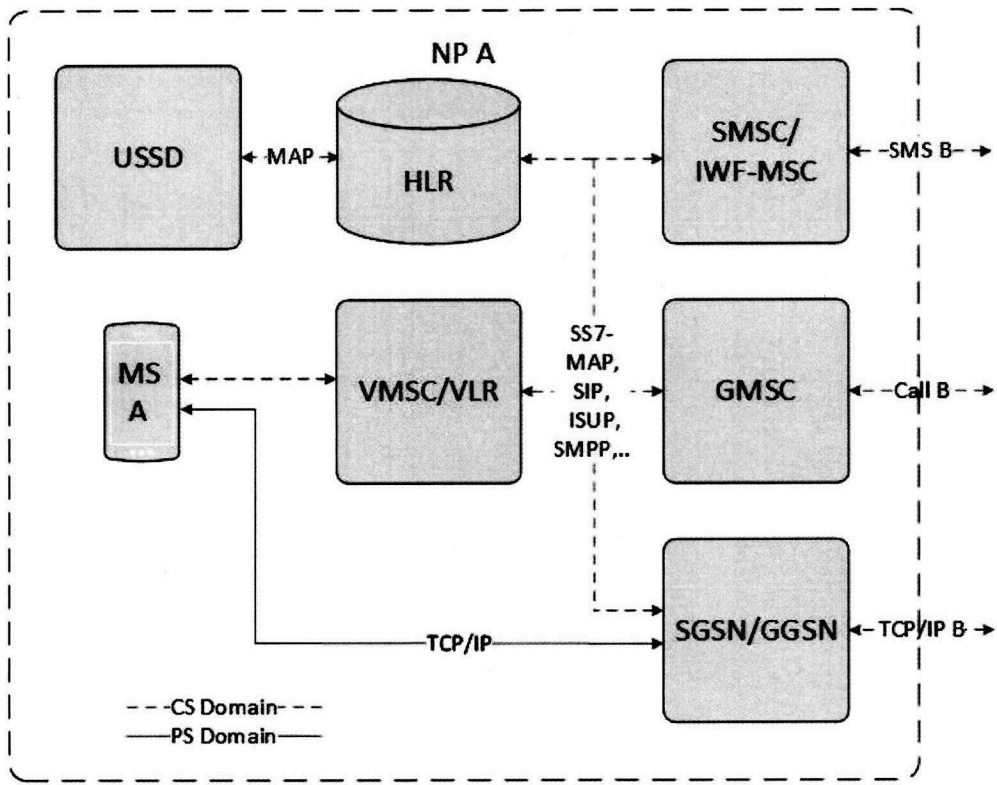 NP A
USSD
MAP
HLR
SMSC/
IWF-MSC
SMS B
MS
A
VMSC/VLR
SS7-
MAP,
SIP,
ISUP,
SMPP,..
GMSC
Call B
TCP/IP
SGSN/GGSN
TCP/IP B
CS Domain
PS Domain